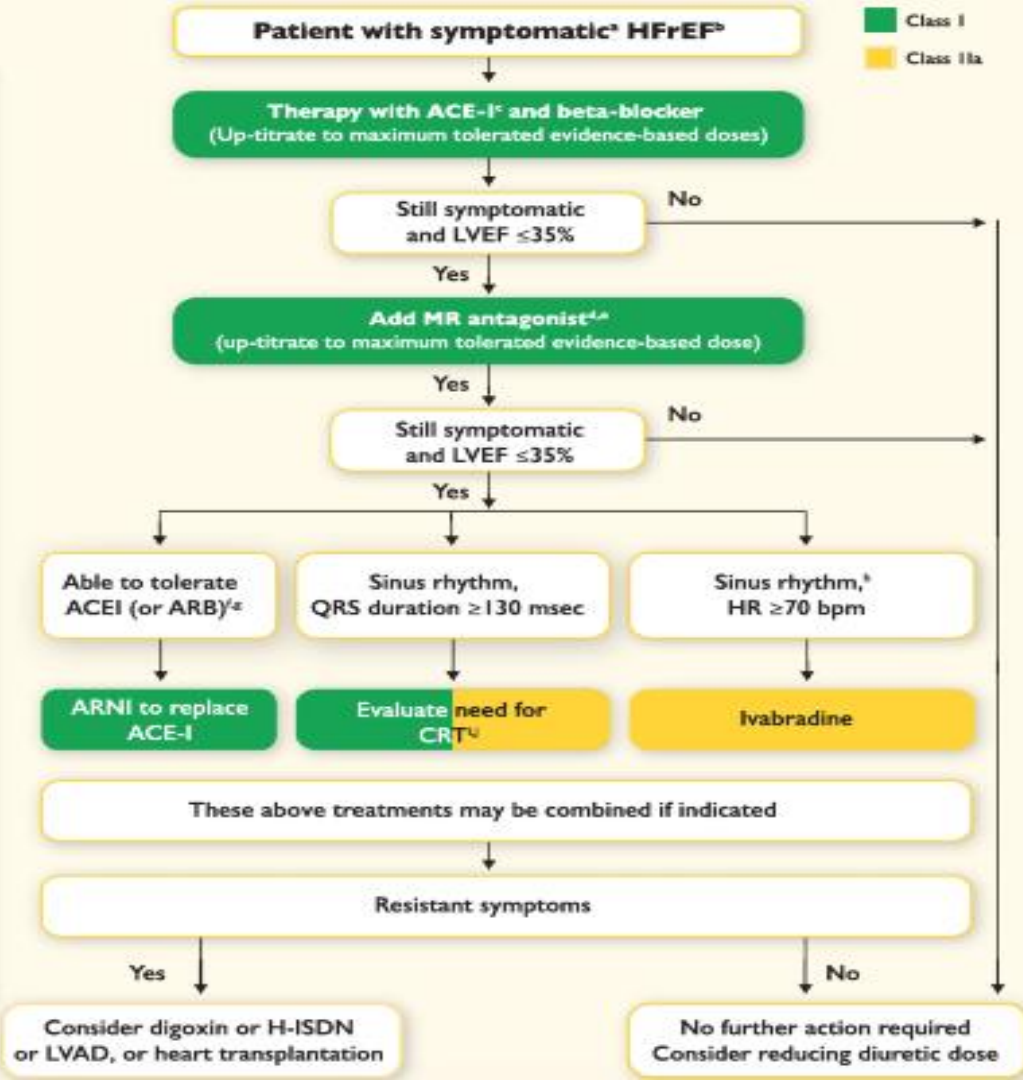 Patient with symptomaticᵃ HFrEFᵇ
Class I
Class IIa
Therapy with ACE-Iᶜ and beta-blocker
(Up-titrate to maximum tolerated evidence-based doses)
Still symptomatic
and LVEF ≤35%
No
Yes
Add MR antagonistᵈ,ᵉ
(up-titrate to maximum tolerated evidence-based dose)
Yes
Still symptomatic
and LVEF ≤35%
No
Yes
Able to tolerate
ACEI (or ARB)ᶠ,ᵍ
Sinus rhythm,
QRS duration ≥130 msec
Sinus rhythm,ʰ
HR ≥70 bpm
ARNI to replace
ACE-I
Evaluate need for
CRTⁱ,ʲ
Ivabradine
These above treatments may be combined if indicated
Resistant symptoms
Yes
No
Consider digoxin or H-ISDN
or LVAD, or heart transplantation
No further action required
Consider reducing diuretic dose